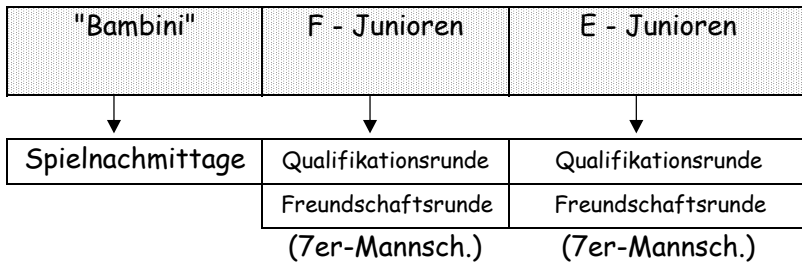 "Bambini" F - Junioren E - Junioren
Spielnachmittage Qualifikationsrunde Qualifikationsrunde
Freundschaftsrunde Freundschaftsrunde
(7er-Mannsch.) (7er-Mannsch.)